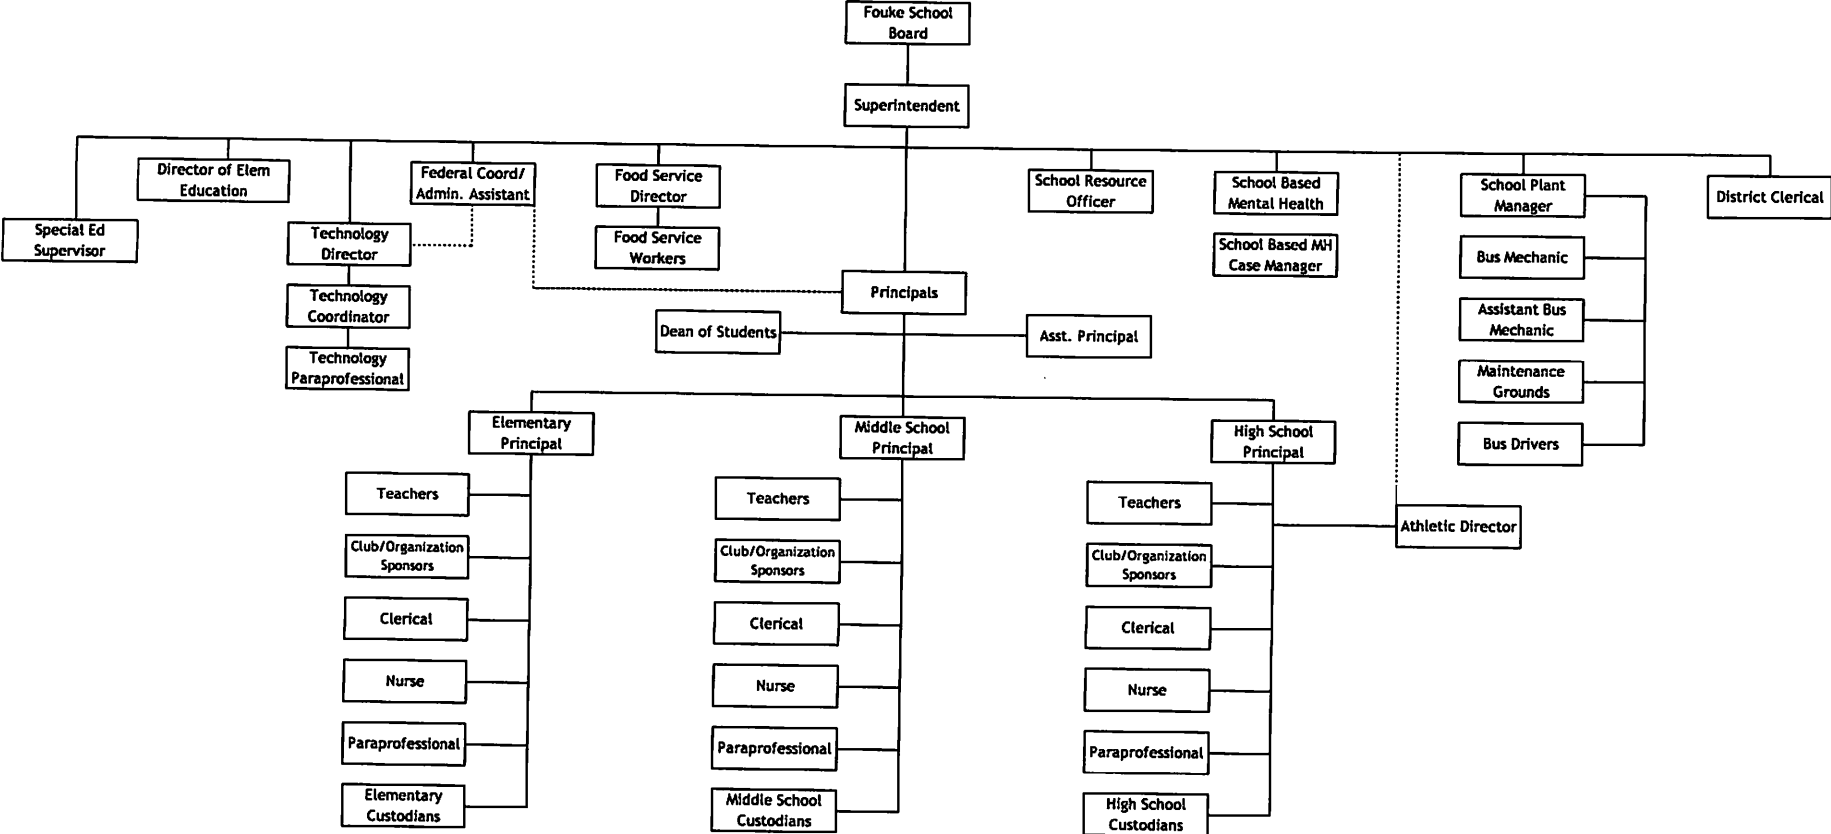 Fouke School
Board
Superintendent
Director of Elem
Education
Federal Coord/
Admin. Assistant
Food Service
Director
School Resource
Officer
School Based
Mental Health
School Plant
Manager
District Clerical
Special Ed
Supervisor
Technology
Director
Food Service
Workers
School Based MH
Case Manager
Bus Mechanic
Technology
Coordinator
Principals
Assistant Bus
Mechanic
Dean of Students
Asst. Principal
Technology
Paraprofessional
Maintenance
Grounds
Bus Drivers
Elementary
Principal
Middle School
Principal
High School
Principal
Athletic Director
Teachers
Club/Organization
Sponsors
Clerical
Nurse
Paraprofessional
Elementary
Custodians
Teachers
Club/Organization
Sponsors
Clerical
Nurse
Paraprofessional
Middle School
Custodians
Teachers
Club/Organization
Sponsors
Clerical
Nurse
Paraprofessional
High School
Custodians